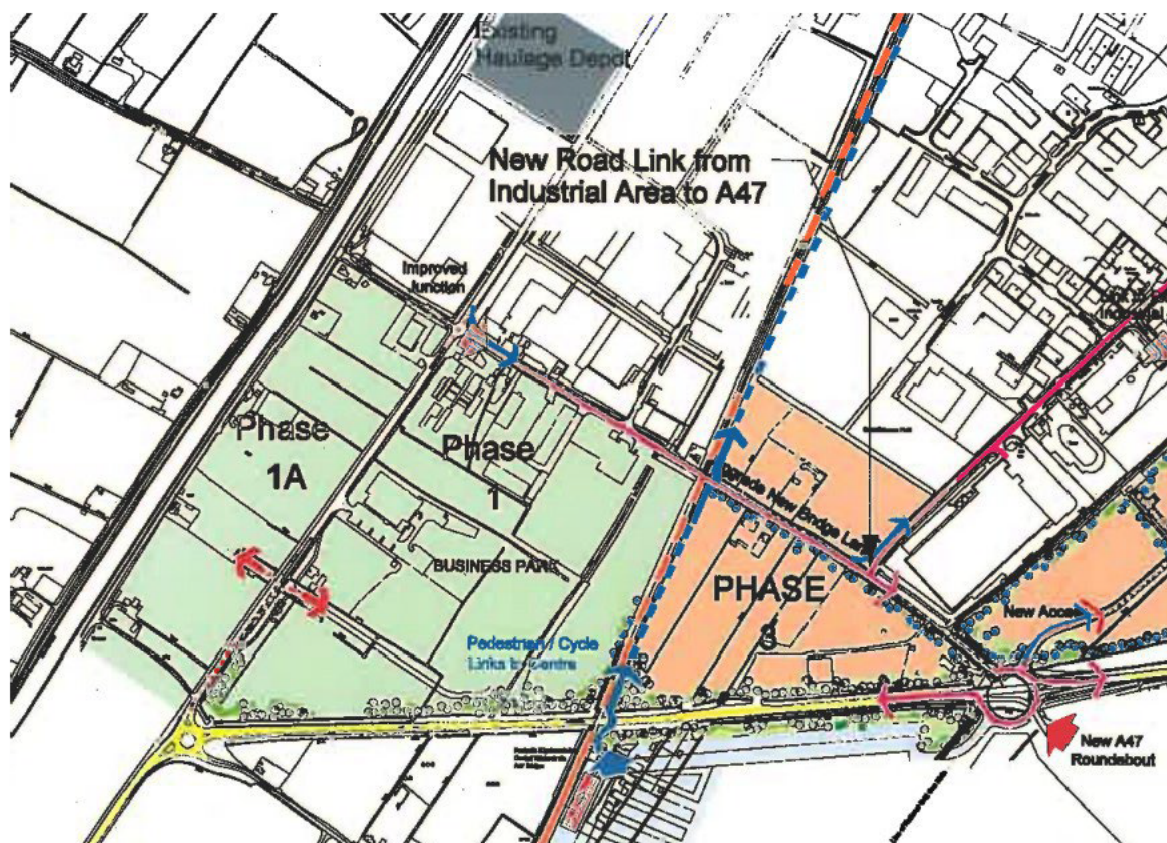 Existing
Haulage Depot
New Road Link from
Industrial Area to A47
Improved
Junction
Phase
1A
Phase
1
BUSINESS PARK
Upgrade New Bridge Lane
PHASE
3
New Access
Pedestrian / Cycle
Links to Centre
New A47
Roundabout